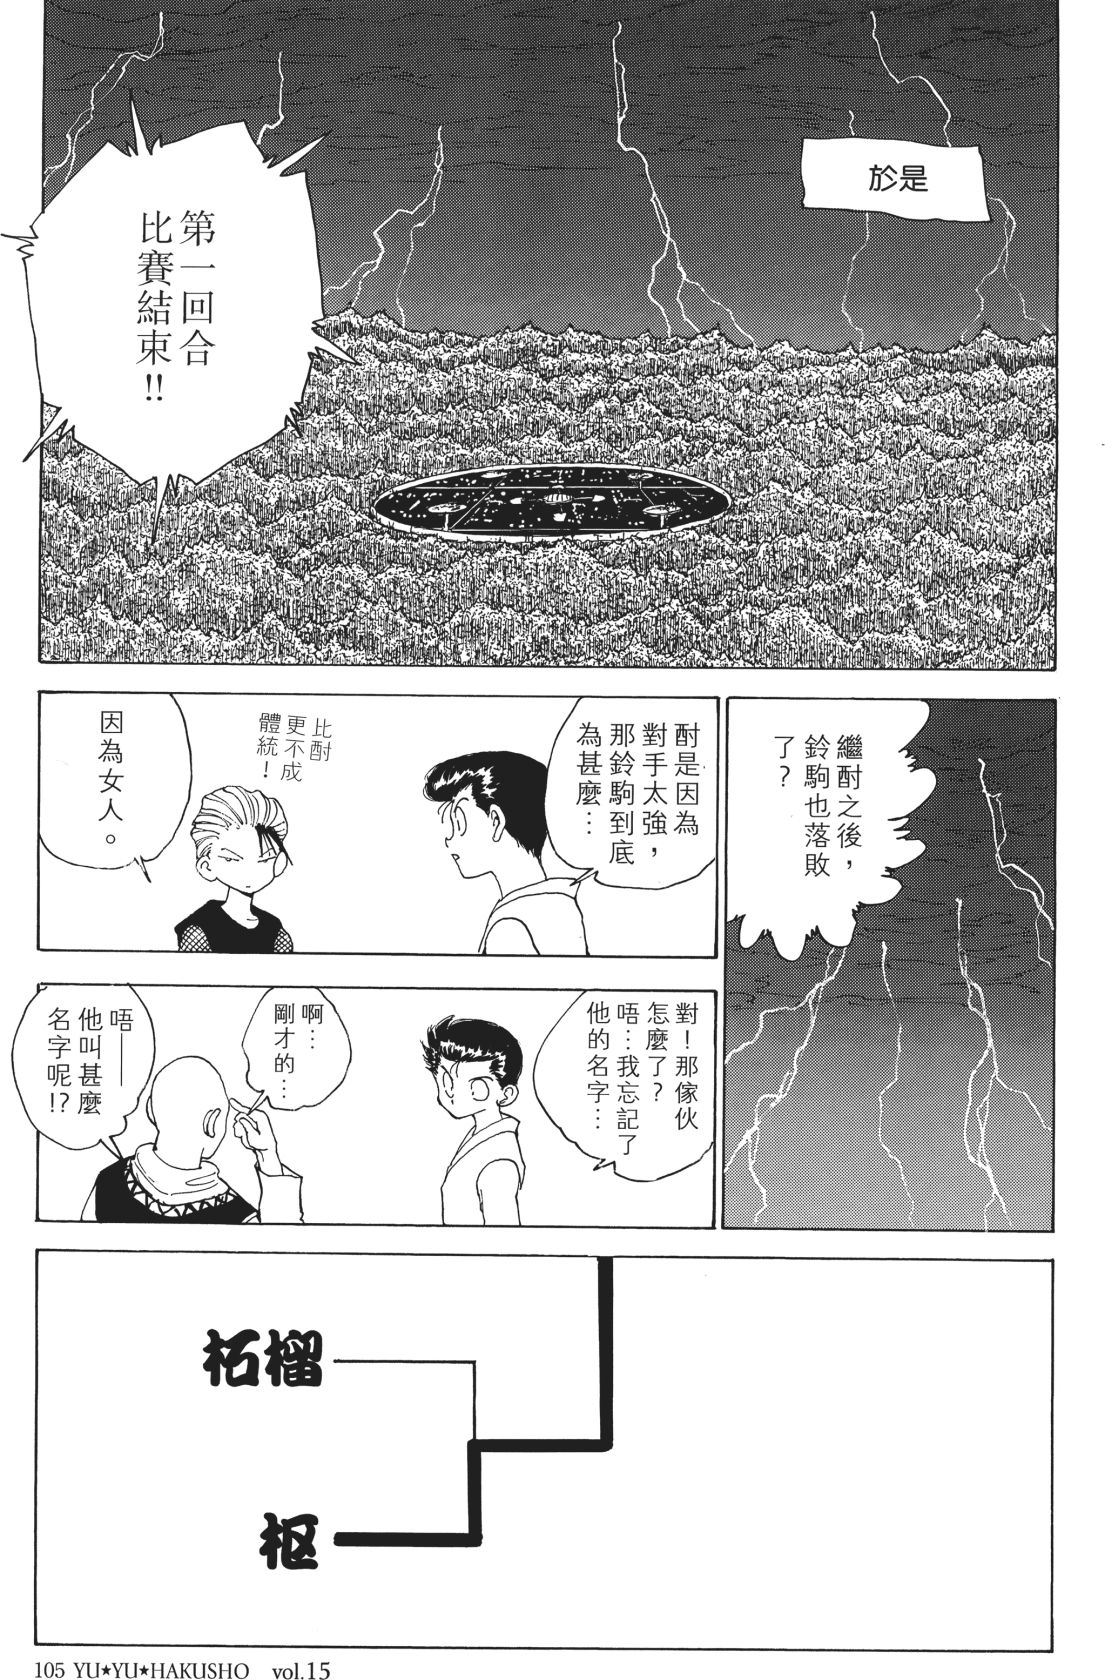 於是
第一回合
比賽結束!!
繼酎之後，
鈴駒也落敗
了？
酎是因為
對手太強，
那鈴駒到底
為甚麼…
比酎
更不成
體統！
因為女人。
對！那傢伙
怎麼了？
唔…我忘記了
他的名字…
啊…
剛才的…
唔——
他叫甚麼
名字呢!?
柘榴
枢
105 YU★YU★HAKUSHO vol.15